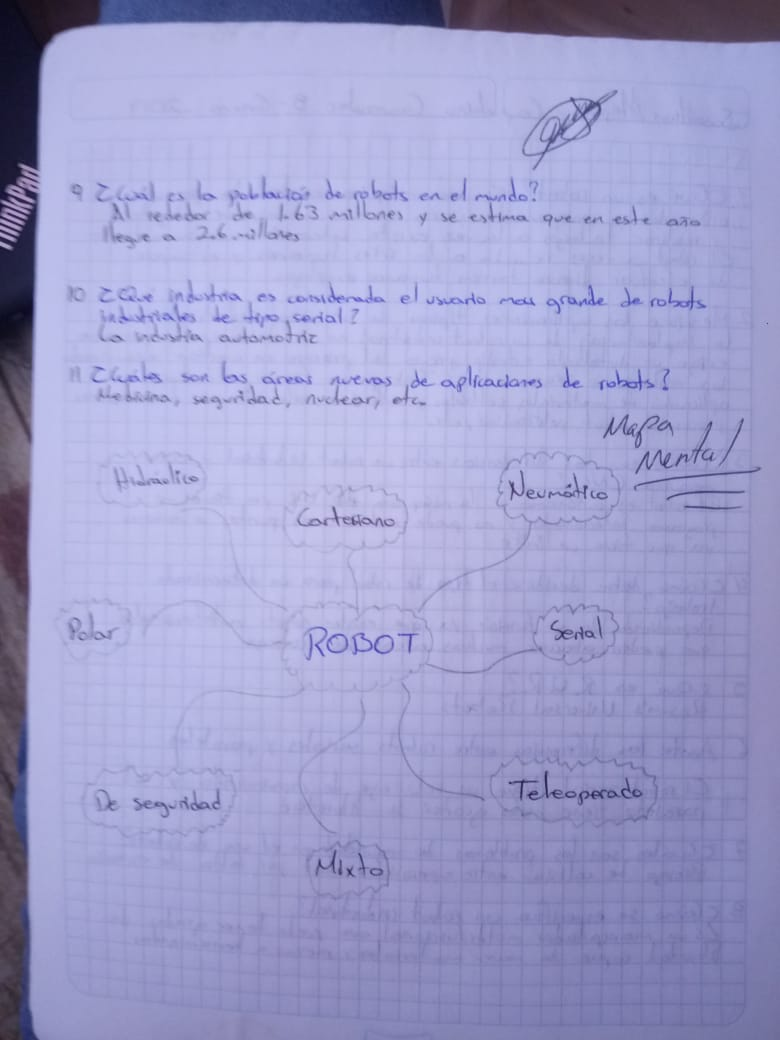 ThinkPad
9 ¿Cuál es la población de robots en el mundo?
Al rededor de 1.63 millones y se estima que en este año
llegue a 2.6 millones
10 ¿Que industria es considerada el usuario mas grande de robots
industriales de tipo serial?
La industria automotriz
11 ¿Cuáles son las áreas nuevas de aplicaciones de robots?
Medicina, seguridad, nuclear, etc.
Mapa
Mental
Hidráulico
Cartesiano
Neumático
Polar
ROBOT
Serial
De seguridad
Teleoperado
Mixto